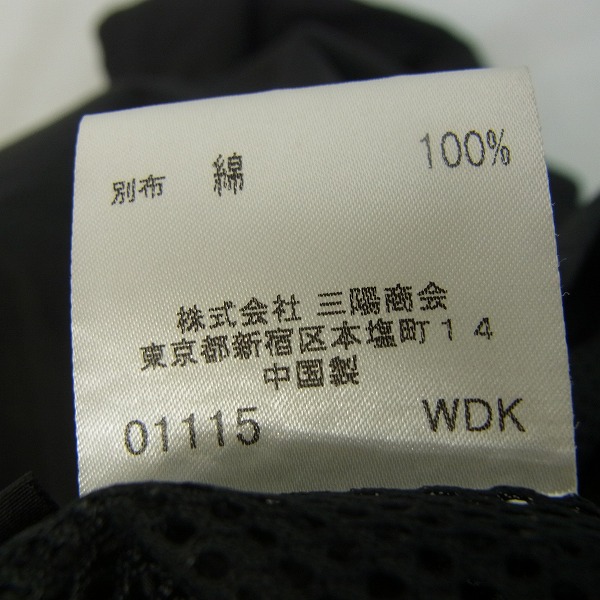 別布 綿 100%
株式会社 三陽商会
東京都新宿区本塩町14
中国製
01115 WDK